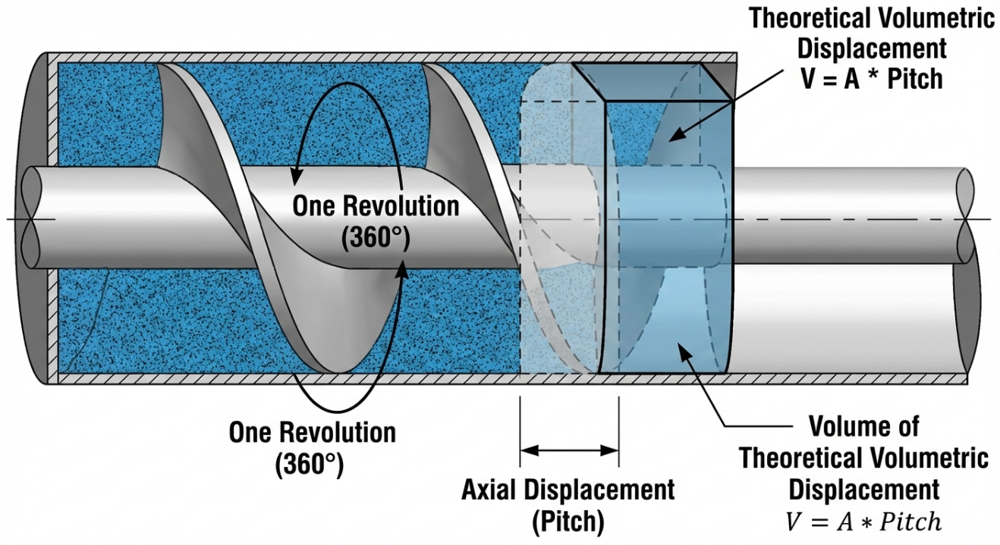 Theoretical Volumetric
Displacement
V = A * Pitch
One Revolution
(360°)
One Revolution
(360°)
Axial Displacement
(Pitch)
Volume of
Theoretical Volumetric
Displacement
V = A ∗ Pitch